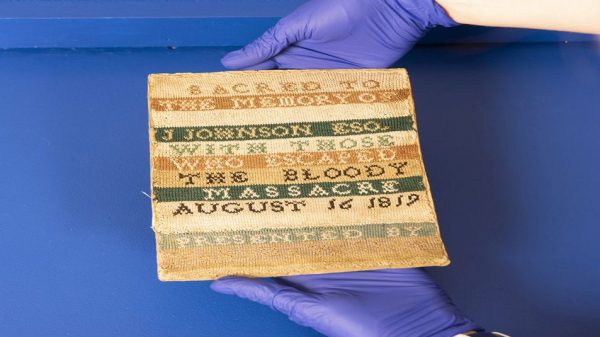 SACRED TO
THE MEMORY OF
J JOHNSON ESQ.
WITH THOSE
WHO ESCAPED
THE BLOODY
MASSACRE
AUGUST 16 1819
PRESENTED BY